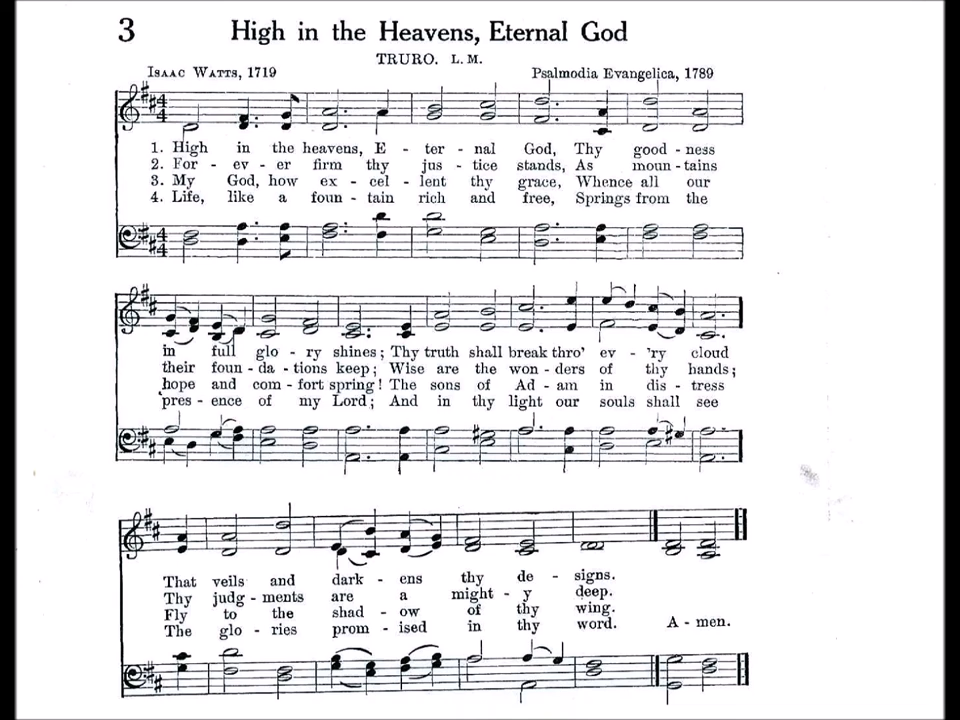 3 High in the Heavens, Eternal God
TRURO. L. M.
ISAAC WATTS, 1719 Psalmodia Evangelica, 1789
1. High in the heavens, E - ter - nal God, Thy good - ness
2. For - ev - er firm thy jus - tice stands, As moun - tains
3. My God, how ex - cel - lent thy grace, Whence all our
4. Life, like a foun - tain rich and free, Springs from the
in full glo - ry shines; Thy truth shall break thro' ev - 'ry cloud
their foun - da - tions keep; Wise are the won - ders of thy hands;
hope and com - fort spring! The sons of Ad - am in dis - tress
pres - ence of my Lord; And in thy light our souls shall see
That veils and dark - ens thy de - signs.
Thy judg - ments are a might - y deep.
Fly to the shad - ow of thy wing.
The glo - ries prom - ised in thy word. A - men.